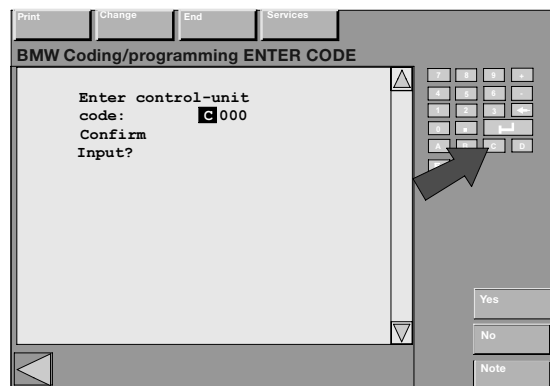 Print Change End Services
BMW Coding/programming ENTER CODE
7 8 9 +
4 5 6 -
1 2 3
0
A B C D
Enter control-unit
code: C000
Confirm
Input?
Yes
No
Note